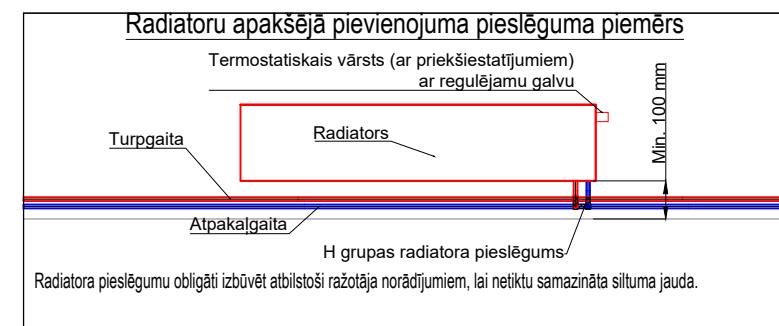 Radiatoru apakšējā pievienojuma pieslēguma piemērs
Termostatiskais vārsts (ar priekšiestatījumiem)
ar regulējamu galvu
Min. 100 mm
Turpgaita
Radiators
Atpakaļgaita
H grupas radiatora pieslēgums
Radiatora pieslēgumu obligāti izbūvēt atbilstoši ražotāja norādījumiem, lai netiktu samazināta siltuma jauda.